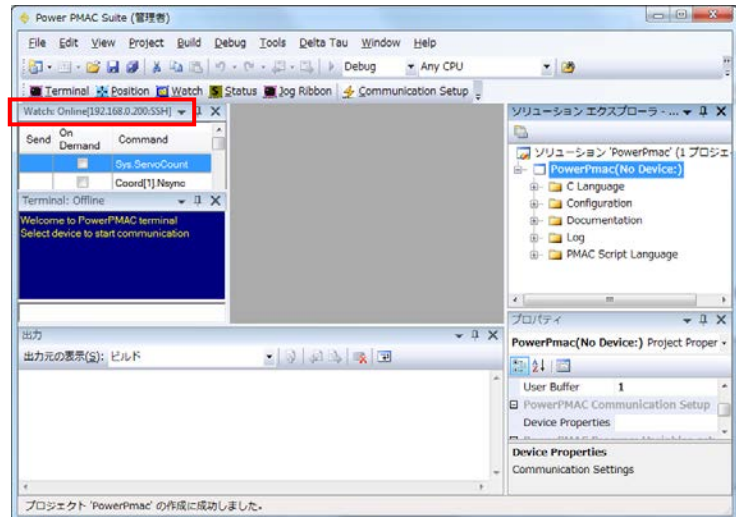 Power PMAC Suite (管理者)
File Edit View Project Build Debug Tools Delta Tau Window Help
Debug Any CPU
Terminal Position Watch Status Jog Ribbon Communication Setup
Watch: Online[192.168.0.200:SSH]
Send On Demand Command
Sys.ServoCount
Coord[1].Nsync
Terminal: Offline
Welcome to PowerPMAC terminal
Select device to start communication
ソリューション エクスプローラ - ...
ソリューション 'PowerPmac' (1 プロジェ
PowerPmac(No Device:)
C Language
Configuration
Documentation
Log
PMAC Script Language
出力
出力元の表示(S): ビルド
プロパティ
PowerPmac(No Device:) Project Proper
User Buffer 1
PowerPMAC Communication Setup
Device Properties
Device Properties
Communication Settings
プロジェクト 'PowerPmac' の作成に成功しました。